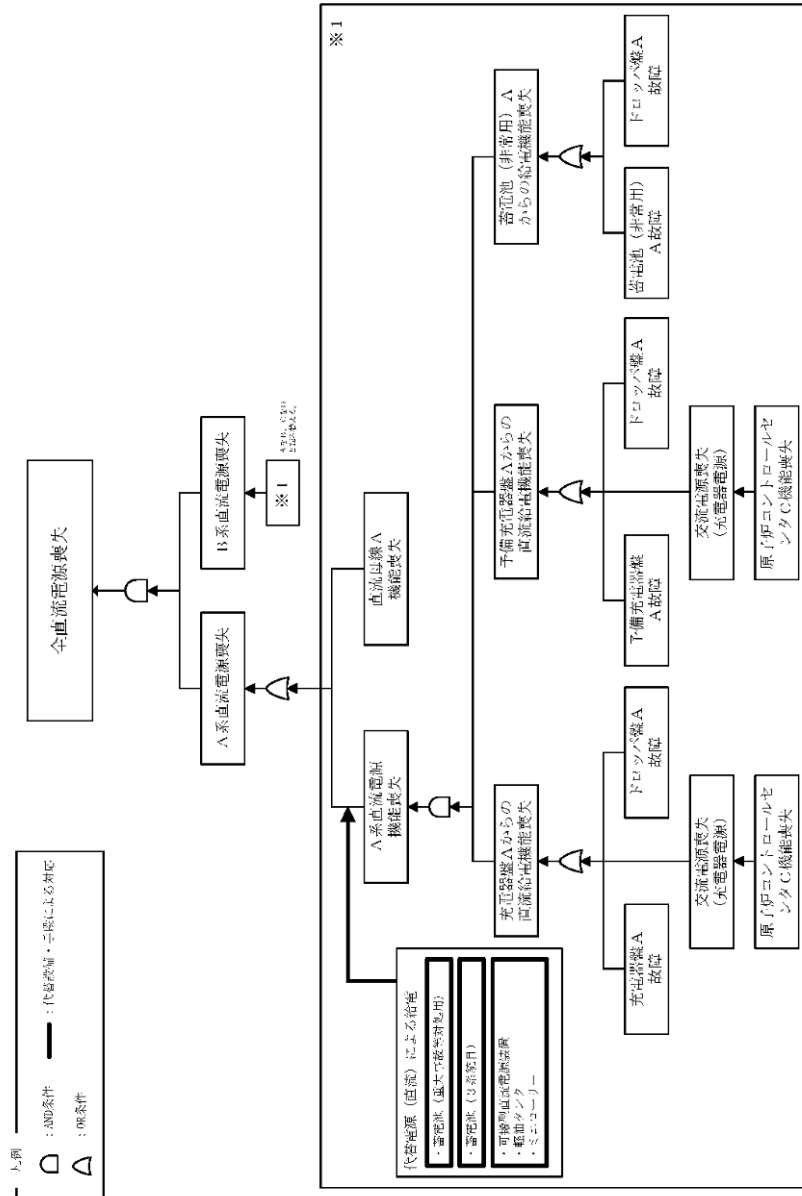 凡例
：AND条件
：OR条件
：代替設備・手段による対応
全直流電源喪失
A系直流電源喪失
B系直流電源喪失
※1
※1
A系直流電源
機能喪失
直流母線A
機能喪失
代替電源（直流）による給電
・蓄電池（重大事故等対処用）
・蓄電池（3系統目）
・可搬型直流電源装置
・軽油タンク
・ミニローリー
充電器盤Aからの
直流給電機能喪失
予備充電器盤Aからの
直流給電機能喪失
蓄電池（非常用）A
からの給電機能喪失
充電器盤A
故障
ドロッパ盤A
故障
予備充電器盤
A故障
ドロッパ盤A
故障
蓄電池（非常用）
A故障
ドロッパ盤A
故障
交流電源喪失
（充電器電源）
交流電源喪失
（充電器電源）
原子炉コントロールセ
ンタC機能喪失
原子炉コントロールセ
ンタC機能喪失